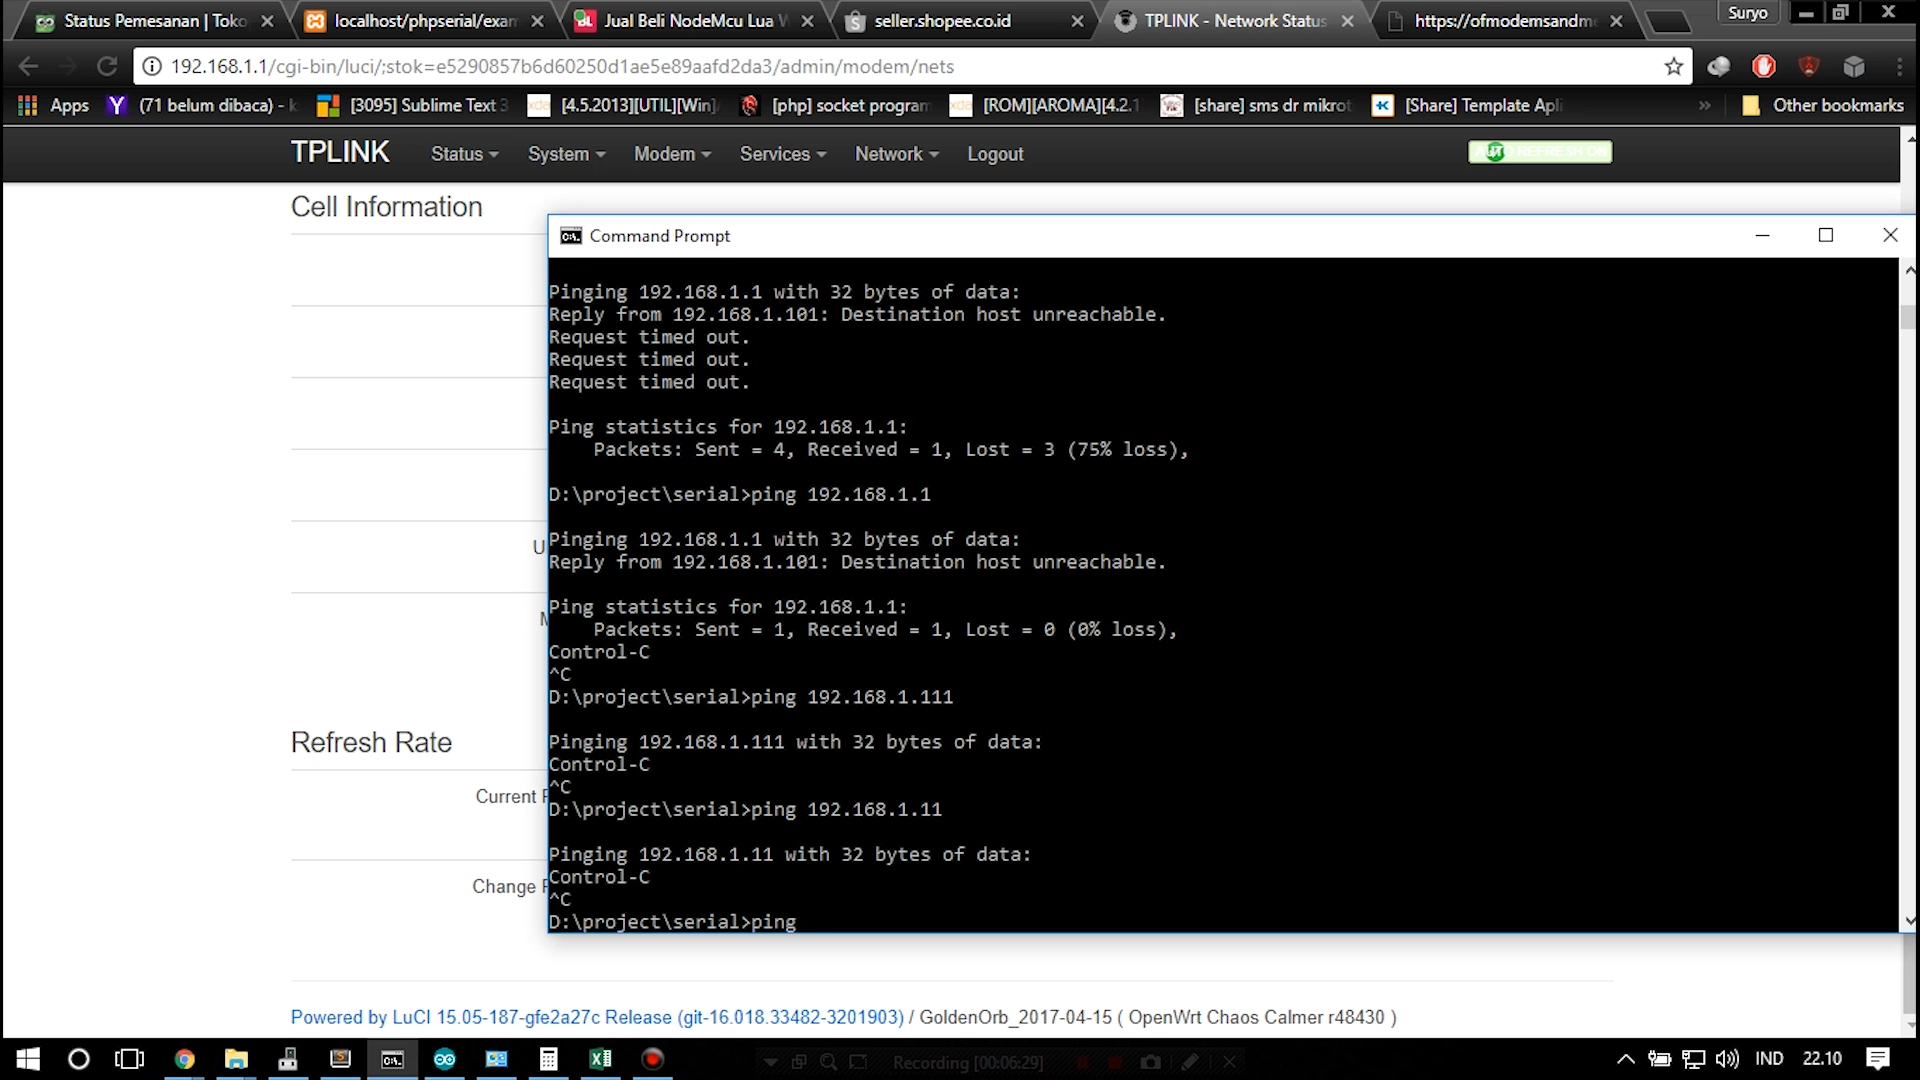 Status Pemesanan | Toko
localhost/phpserial/exam
Jual Beli NodeMcu Lua W
seller.shopee.co.id
TPLINK - Network Status
https://ofmodemsandme
Suryo
192.168.1.1/cgi-bin/luci/;stok=e5290857b6d60250d1ae5e89aafd2da3/admin/modem/nets
Apps
(71 belum dibaca) - k
[3095] Sublime Text 3
[4.5.2013][UTIL][Win]
[php] socket program
[ROM][AROMA][4.2.1
[share] sms dr mikrot
[Share] Template Apli
Other bookmarks
TPLINK
Status
System
Modem
Services
Network
Logout
Cell Information
Command Prompt
Pinging 192.168.1.1 with 32 bytes of data:
Reply from 192.168.1.101: Destination host unreachable.
Request timed out.
Request timed out.
Request timed out.
Ping statistics for 192.168.1.1:
Packets: Sent = 4, Received = 1, Lost = 3 (75% loss),
D:\project\serial>ping 192.168.1.1
Pinging 192.168.1.1 with 32 bytes of data:
Reply from 192.168.1.101: Destination host unreachable.
Ping statistics for 192.168.1.1:
Packets: Sent = 1, Received = 1, Lost = 0 (0% loss),
Control-C
^C
D:\project\serial>ping 192.168.1.111
Pinging 192.168.1.111 with 32 bytes of data:
Control-C
^C
D:\project\serial>ping 192.168.1.11
Pinging 192.168.1.11 with 32 bytes of data:
Control-C
^C
D:\project\serial>ping
U
M
Refresh Rate
Current
Change
Powered by LuCI 15.05-187-gfe2a27c Release (git-16.018.33482-3201903) / GoldenOrb_2017-04-15 ( OpenWrt Chaos Calmer r48430 )
Recording [00:06:29]
IND
22.10